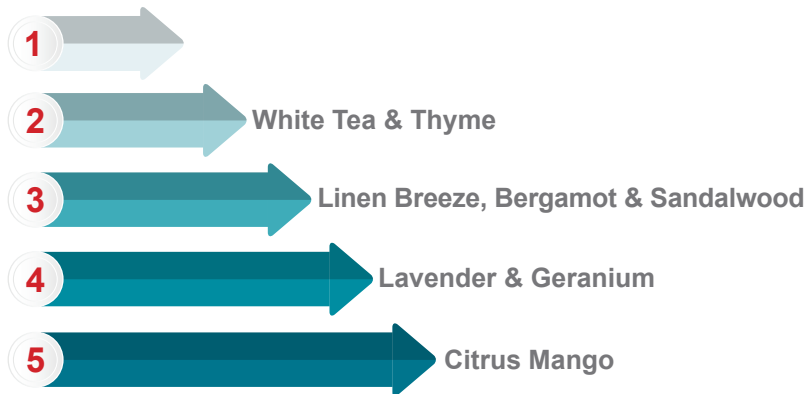 1
2 White Tea & Thyme
3 Linen Breeze, Bergamot & Sandalwood
4 Lavender & Geranium
5 Citrus Mango